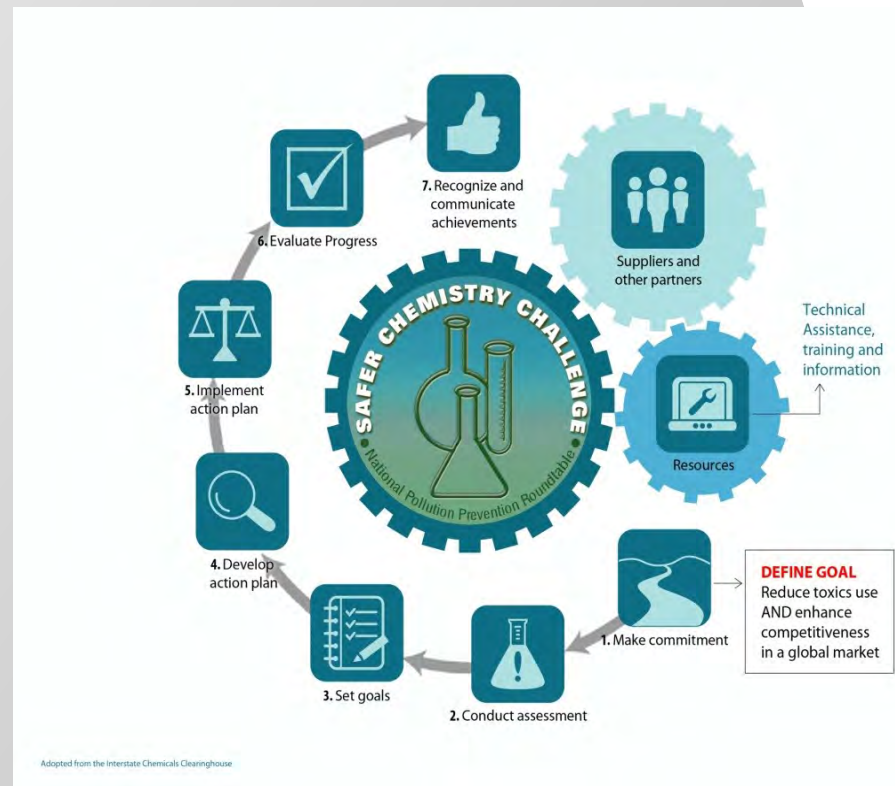 7. Recognize and
communicate
achievements
6. Evaluate Progress
Suppliers and
other partners
SAFER CHEMISTRY CHALLENGE
• National Pollution Prevention Roundtable •
Technical
Assistance,
training and
information
5. Implement
action plan
Resources
4. Develop
action plan
DEFINE GOAL
Reduce toxics use
AND enhance
competitiveness
in a global market
1. Make commitment
3. Set goals
2. Conduct assessment
Adopted from the Interstate Chemicals Clearinghouse